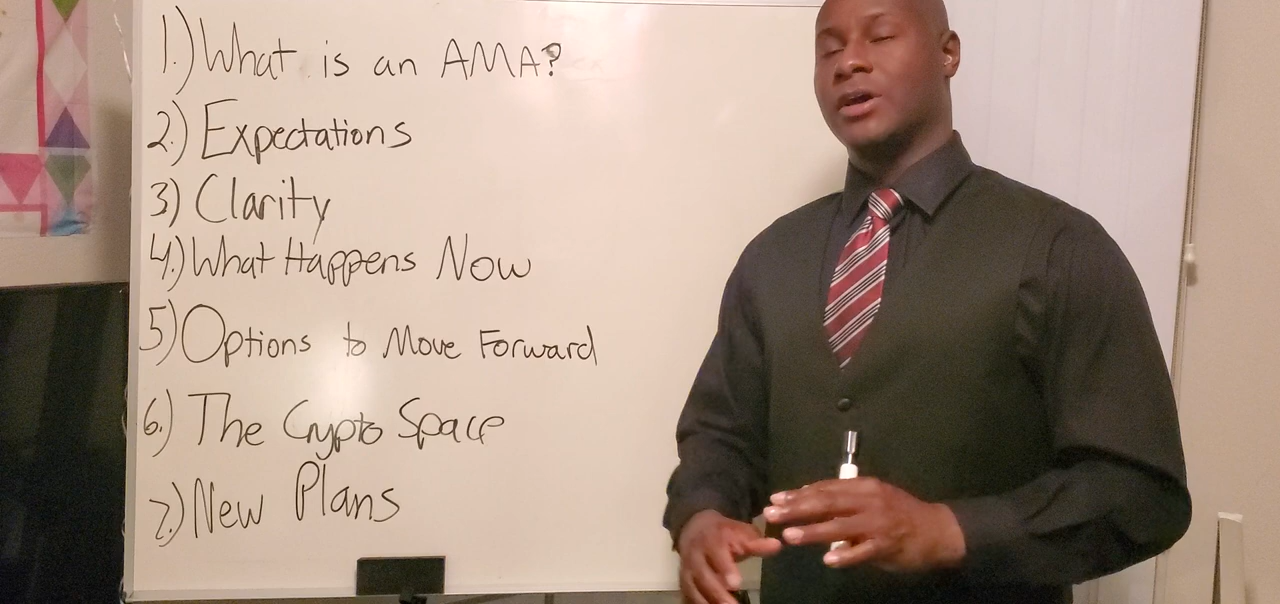 1.) What is an AMA?
2.) Expectations
3) Clarity
4.) What Happens Now
5) Options to Move Forward
6.) The Crypto Space
7.) New Plans